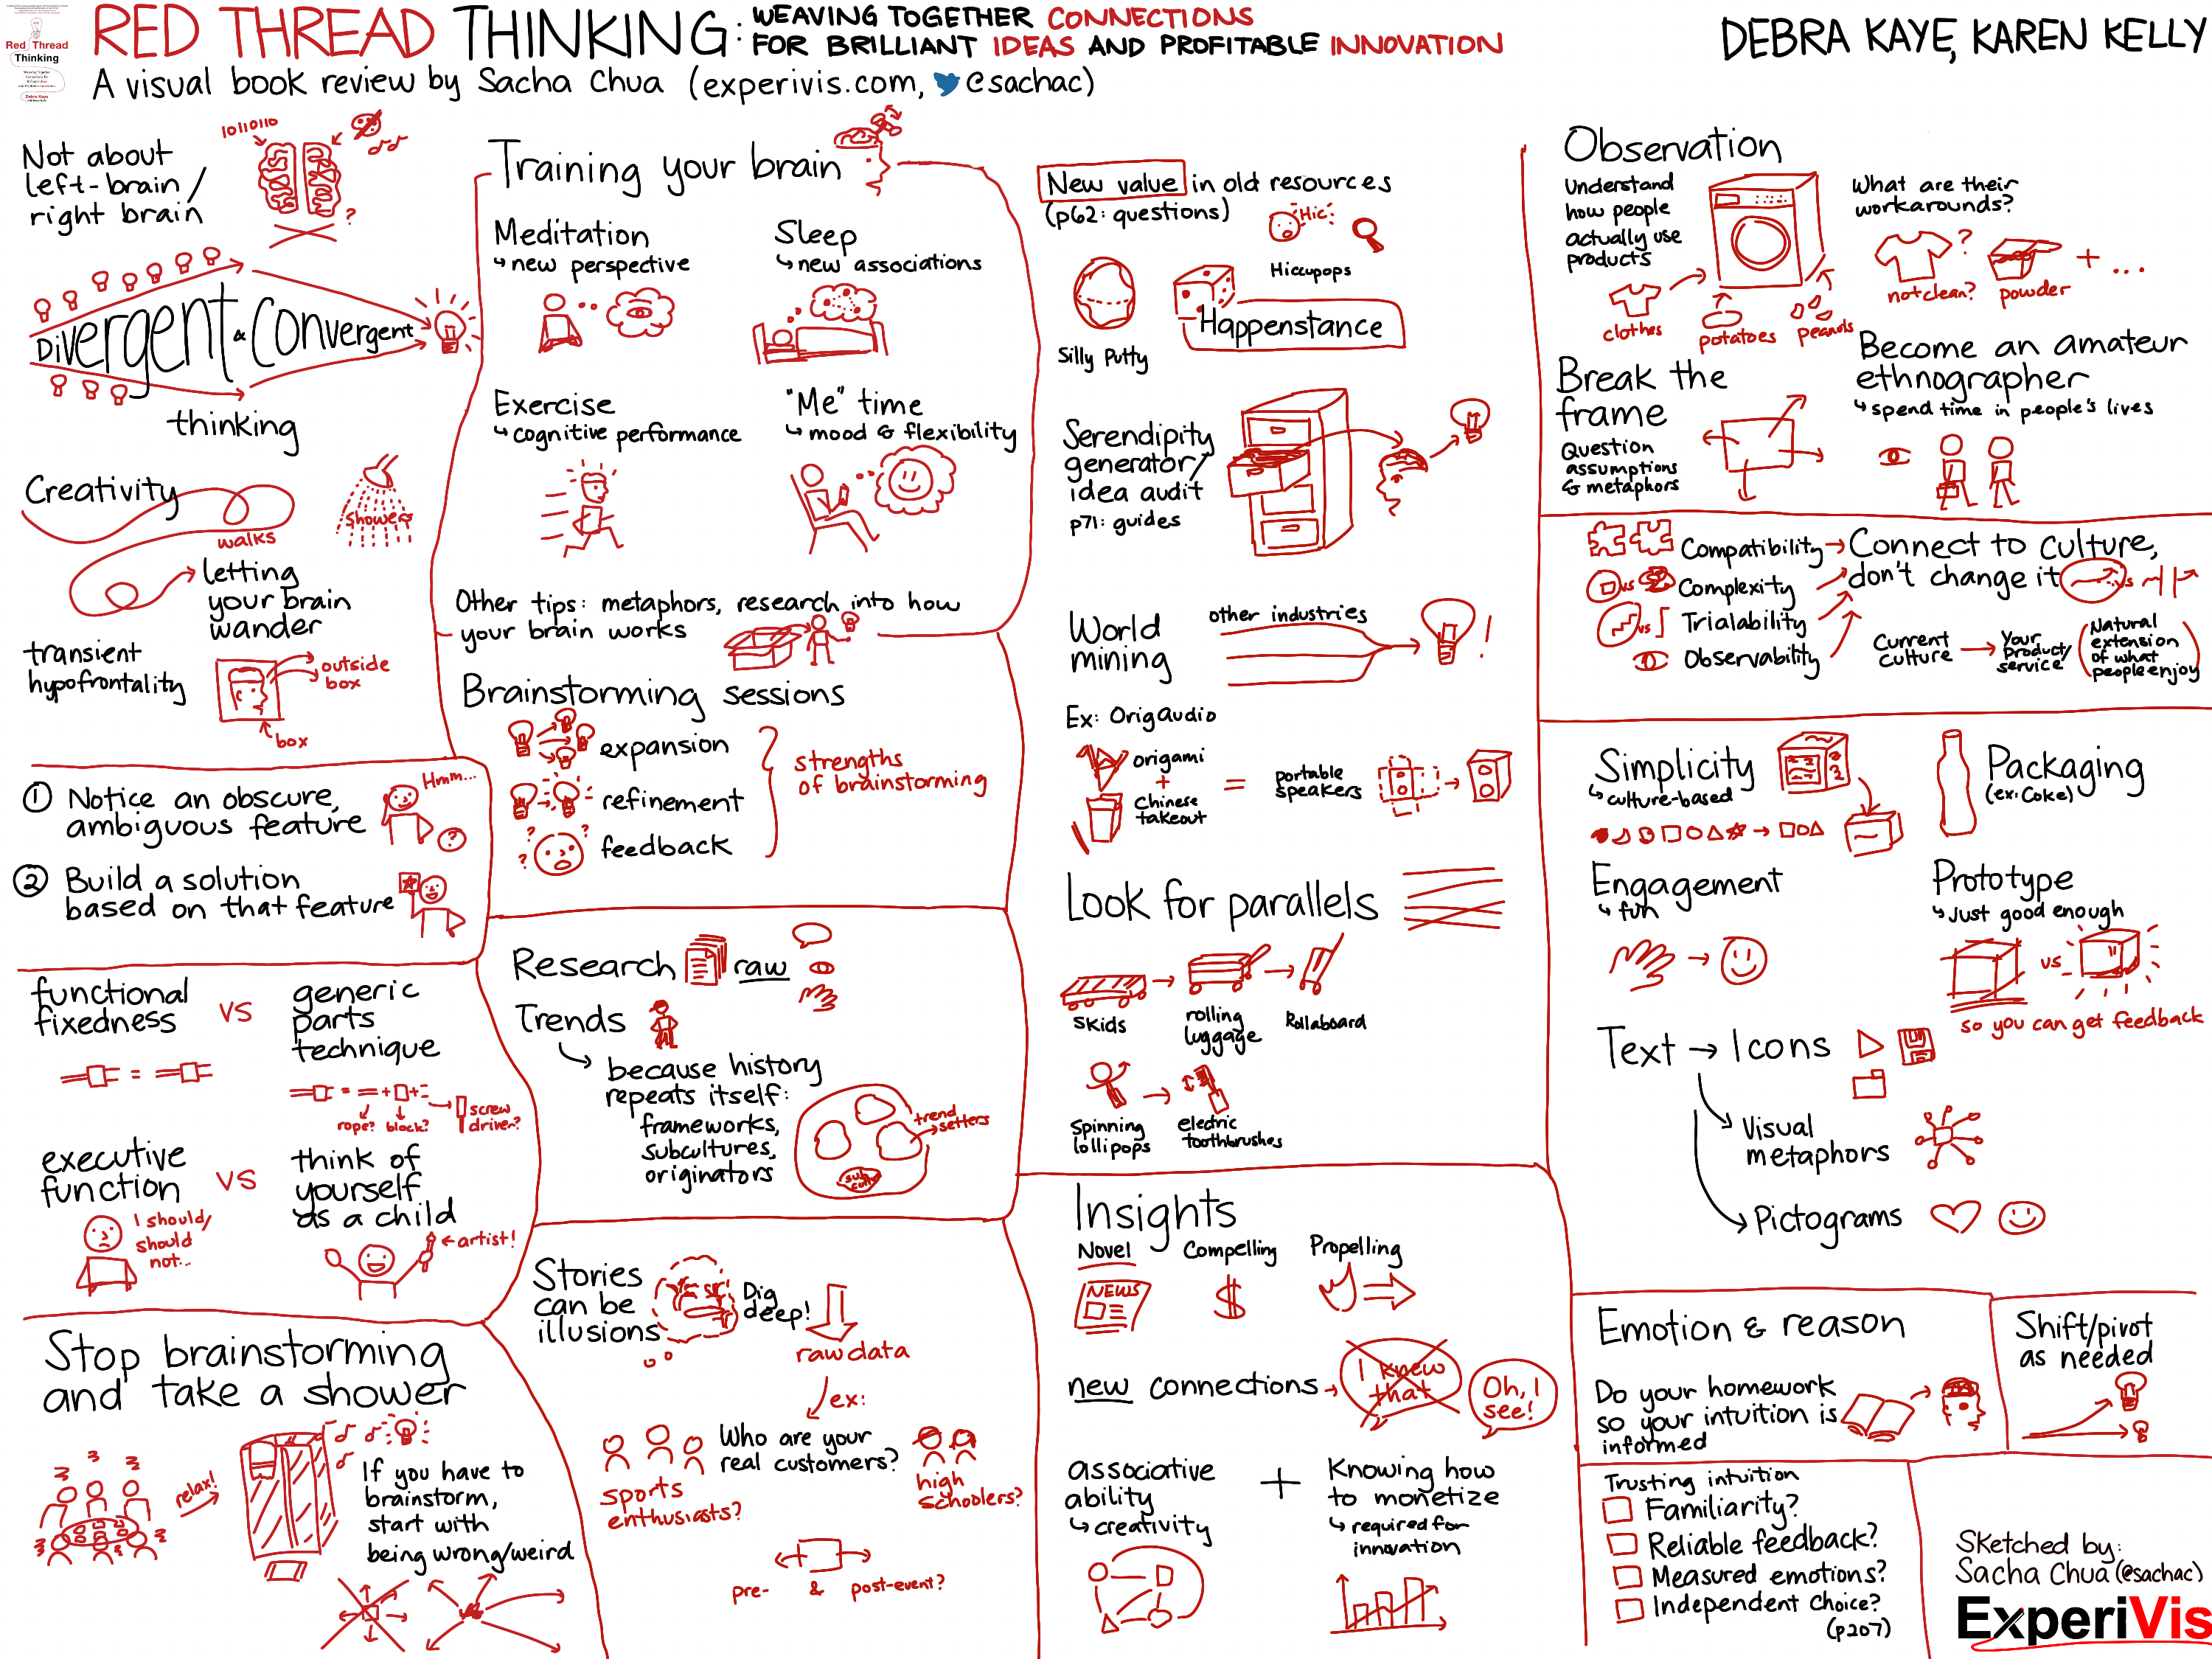 Red Thread
Thinking
RED THREAD THINKING: WEAVING TOGETHER CONNECTIONS
FOR BRILLIANT IDEAS AND PROFITABLE INNOVATION
DEBRA KAYE, KAREN KELLY
A visual book review by Sacha Chua (experivis.com, @sachac)
Not about
left-brain/
right brain
10110110
?
Divergent & Convergent
thinking
Creativity
walks
showers
letting
your brain
wander
transient
hypofrontality
outside
box
box
① Notice an obscure,
ambiguous feature
Hmm...
?
② Build a solution
based on that feature
functional
fixedness
VS
generic
parts
technique
=
= + +
rope? block? screw
driver?
executive
function
VS
think of
yourself
as a child
I should/
should
not...
artist!
Stop brainstorming
and take a shower
relax!
If you have to
brainstorm,
start with
being wrong/weird
Training your brain
Meditation
new perspective
Sleep
new associations
Exercise
cognitive performance
"Me" time
mood & flexibility
Other tips: metaphors, research into how
your brain works
Brainstorming sessions
expansion
refinement
feedback
strengths
of brainstorming
? ? ?
Research raw
Trends
because history
repeats itself:
frameworks,
subcultures,
originators
trend
setters
sub
culture
Stories
can be
illusions
Dig
deep!
raw data
ex:
Who are your
real customers?
sports
enthusiasts?
high
schoolers?
pre- & post-event?
New value in old resources
(p62: questions)
Hic!
Hiccupops
Silly Putty
Happenstance
Serendipity
generator/
idea audit
p71: guides
World
mining
other industries
!
Ex: Origaudio
origami
+
Chinese
takeout
=
portable
speakers
Look for parallels
skids
rolling
luggage
Rollaboard
Spinning
lollipops
electric
toothbrushes
Insights
Novel
Compelling
Propelling
NEWS
$
new connections
I knew
that
Oh, I
see!
associative
ability
creativity
+
Knowing how
to monetize
required for
innovation
Observation
Understand
how people
actually use
products
clothes
potatoes
peanuts
What are their
workarounds?
?
not clean?
powder
+ ...
Break the
frame
Question
assumptions
& metaphors
Become an amateur
ethnographer
spend time in people's lives
Compatibility
vs Complexity
vs Trialability
Observability
Connect to culture,
don't change it
vs
Current
culture
Your
product/
service
(Natural
extension
of what
people enjoy)
Simplicity
culture-based
Packaging
(ex: Coke)
Engagement
fun
Prototype
Just good enough
vs
so you can get feedback
Text → Icons
Visual
metaphors
Pictograms
Emotion & reason
Do your homework
so your intuition is
informed
Shift/pivot
as needed
Trusting intuition
Familiarity?
Reliable feedback?
Measured emotions?
Independent Choice?
(p207)
Sketched by:
Sacha Chua (@sachac)
ExperiVis